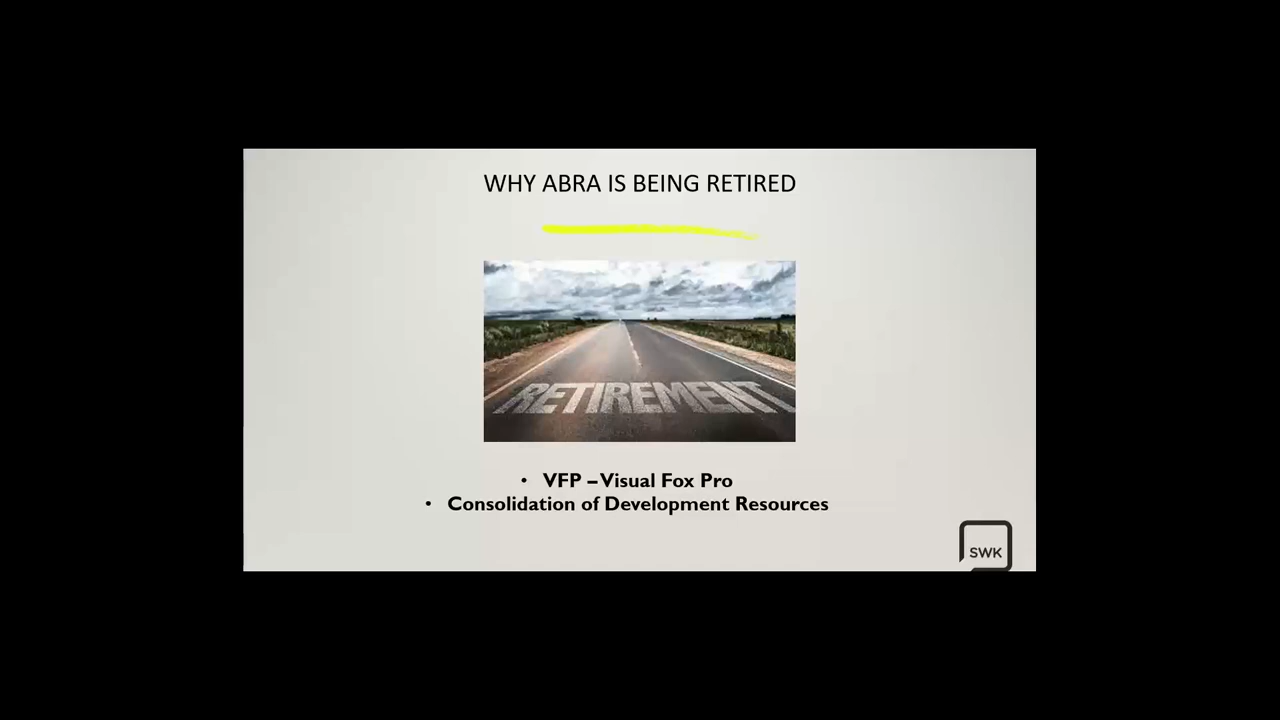 WHY ABRA IS BEING RETIRED
RETIREMENT
• VFP – Visual Fox Pro
• Consolidation of Development Resources
SWK